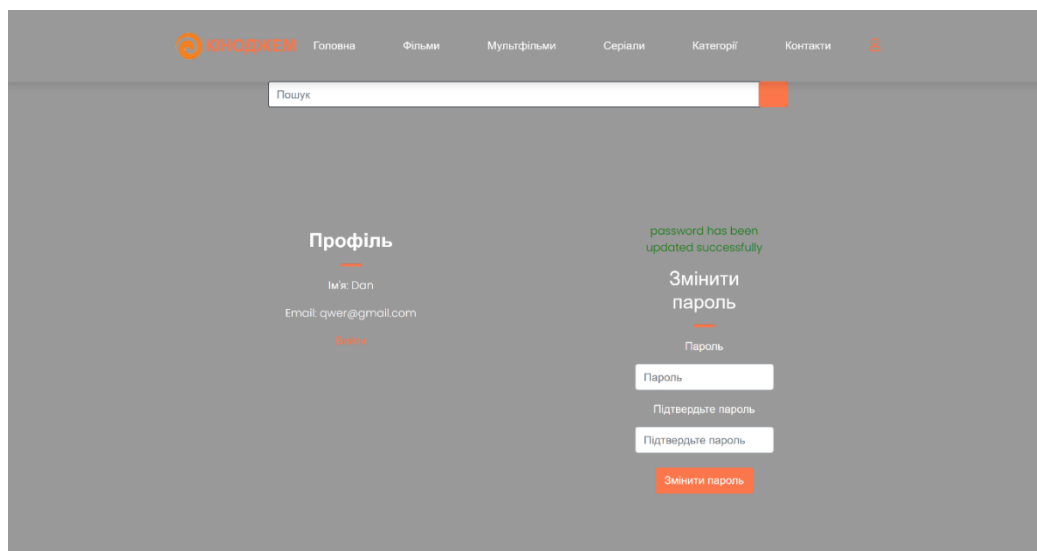 КІНОДЖЕМ Головна Фільми Мультфільми Серіали Категорії Контакти
Пошук
Профіль
Ім'я: Dan
Email: qwer@gmail.com
password has been
updated successfully
Змінити
пароль
Пароль
Пароль
Підтвердьте пароль
Підтвердьте пароль
Змінити пароль